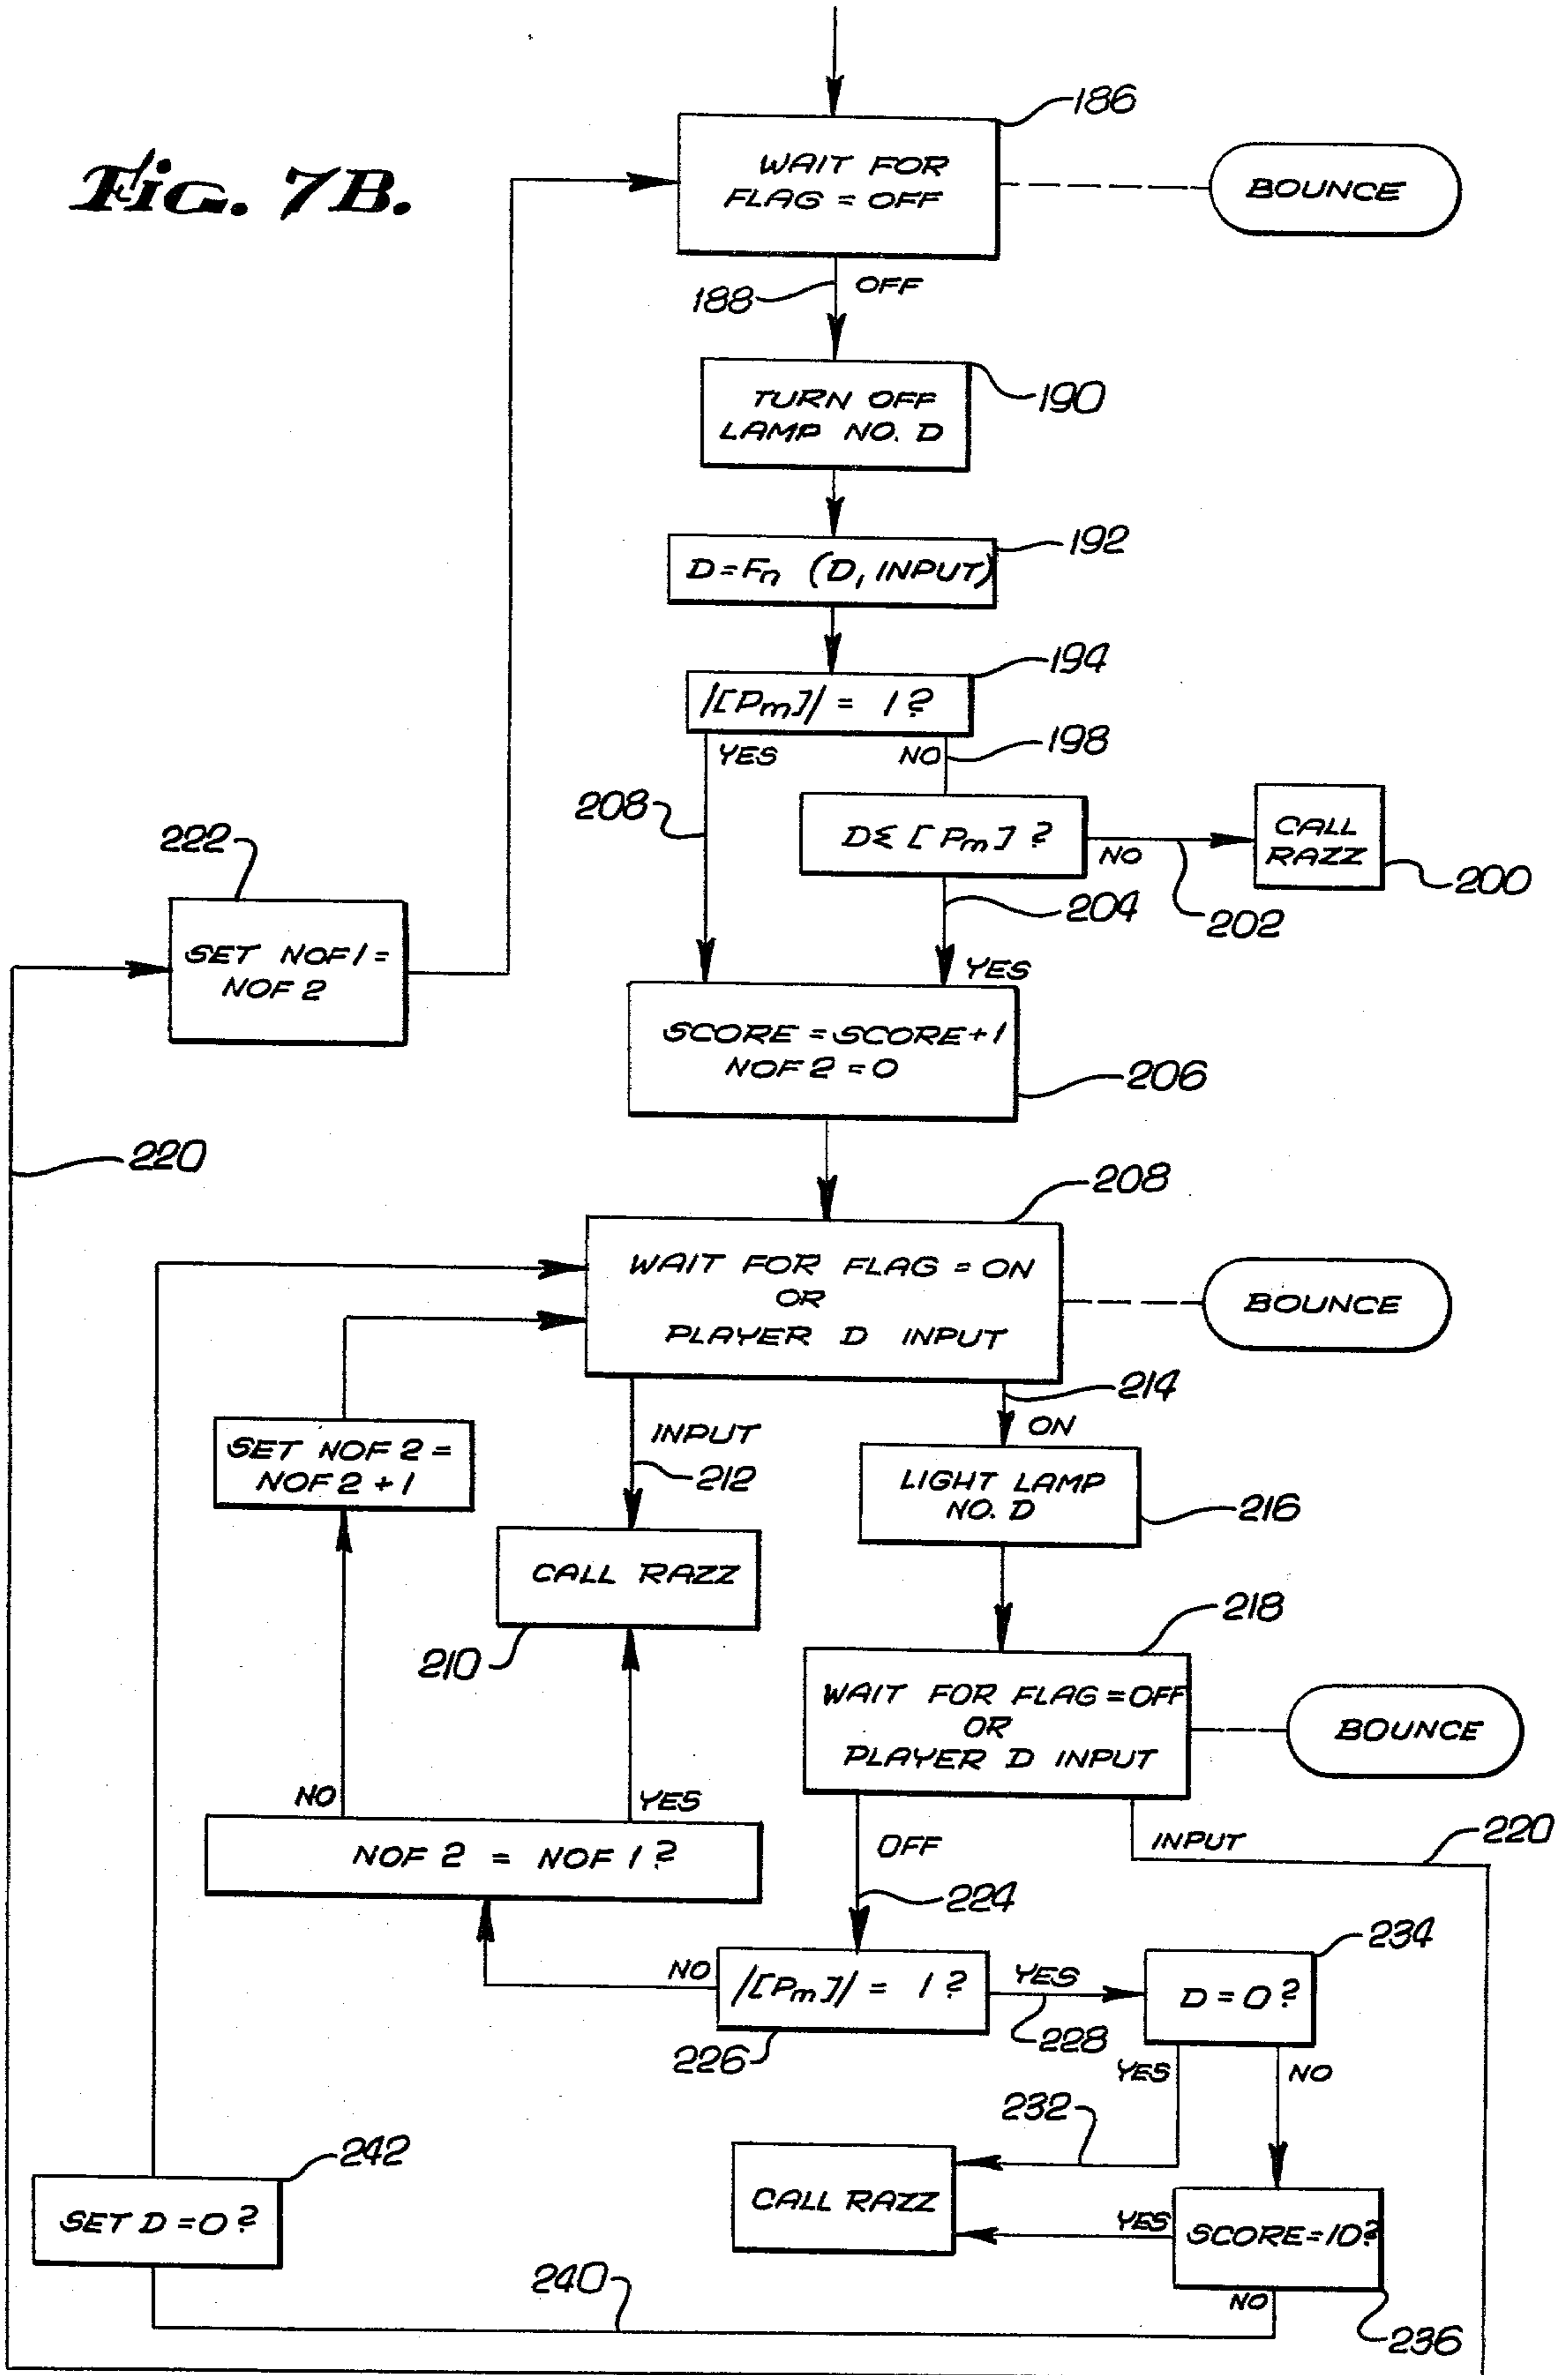 Fig. 7B.
186
WAIT FOR
FLAG = OFF
BOUNCE
188
OFF
190
TURN OFF
LAMP NO. D
192
D=Fn (D, INPUT)
194
/[Pm]/ = 1 ?
YES
NO
198
208
D Σ [Pm] ?
NO
202
CALL
RAZZ
200
204
YES
222
SET NOF 1 =
NOF 2
SCORE = SCORE+1
NOF 2 = 0
206
220
208
WAIT FOR FLAG = ON
OR
PLAYER D INPUT
BOUNCE
214
ON
INPUT
212
SET NOF 2 =
NOF 2 + 1
LIGHT LAMP
NO. D
216
CALL RAZZ
210
218
WAIT FOR FLAG = OFF
OR
PLAYER D INPUT
BOUNCE
NO
YES
NOF 2 = NOF 1 ?
OFF
INPUT
220
224
NO
/[Pm]/ = 1 ?
YES
228
226
234
D = 0 ?
YES
NO
232
CALL RAZZ
YES
SCORE=10?
242
SET D = 0 ?
240
NO
236